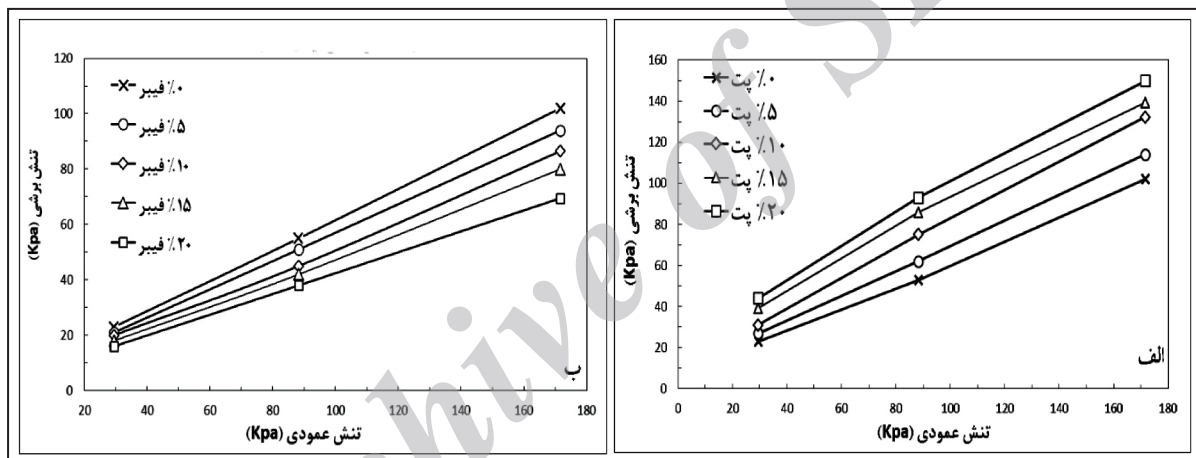 160
140
120
100
80
60
40
20
0
تنش برشی (Kpa)
٪۰ پت
٪۵ پت
٪۱۰ پت
٪۱۵ پت
٪۲۰ پت
الف
0 20 40 60 80 100 120 140 160 180
تنش عمودی (Kpa)
120
100
80
60
40
20
0
تنش برشی (Kpa)
٪۰ فیبر
٪۵ فیبر
٪۱۰ فیبر
٪۱۵ فیبر
٪۲۰ فیبر
ب
20 40 60 80 100 120 140 160 180
تنش عمودی (Kpa)
hive of S